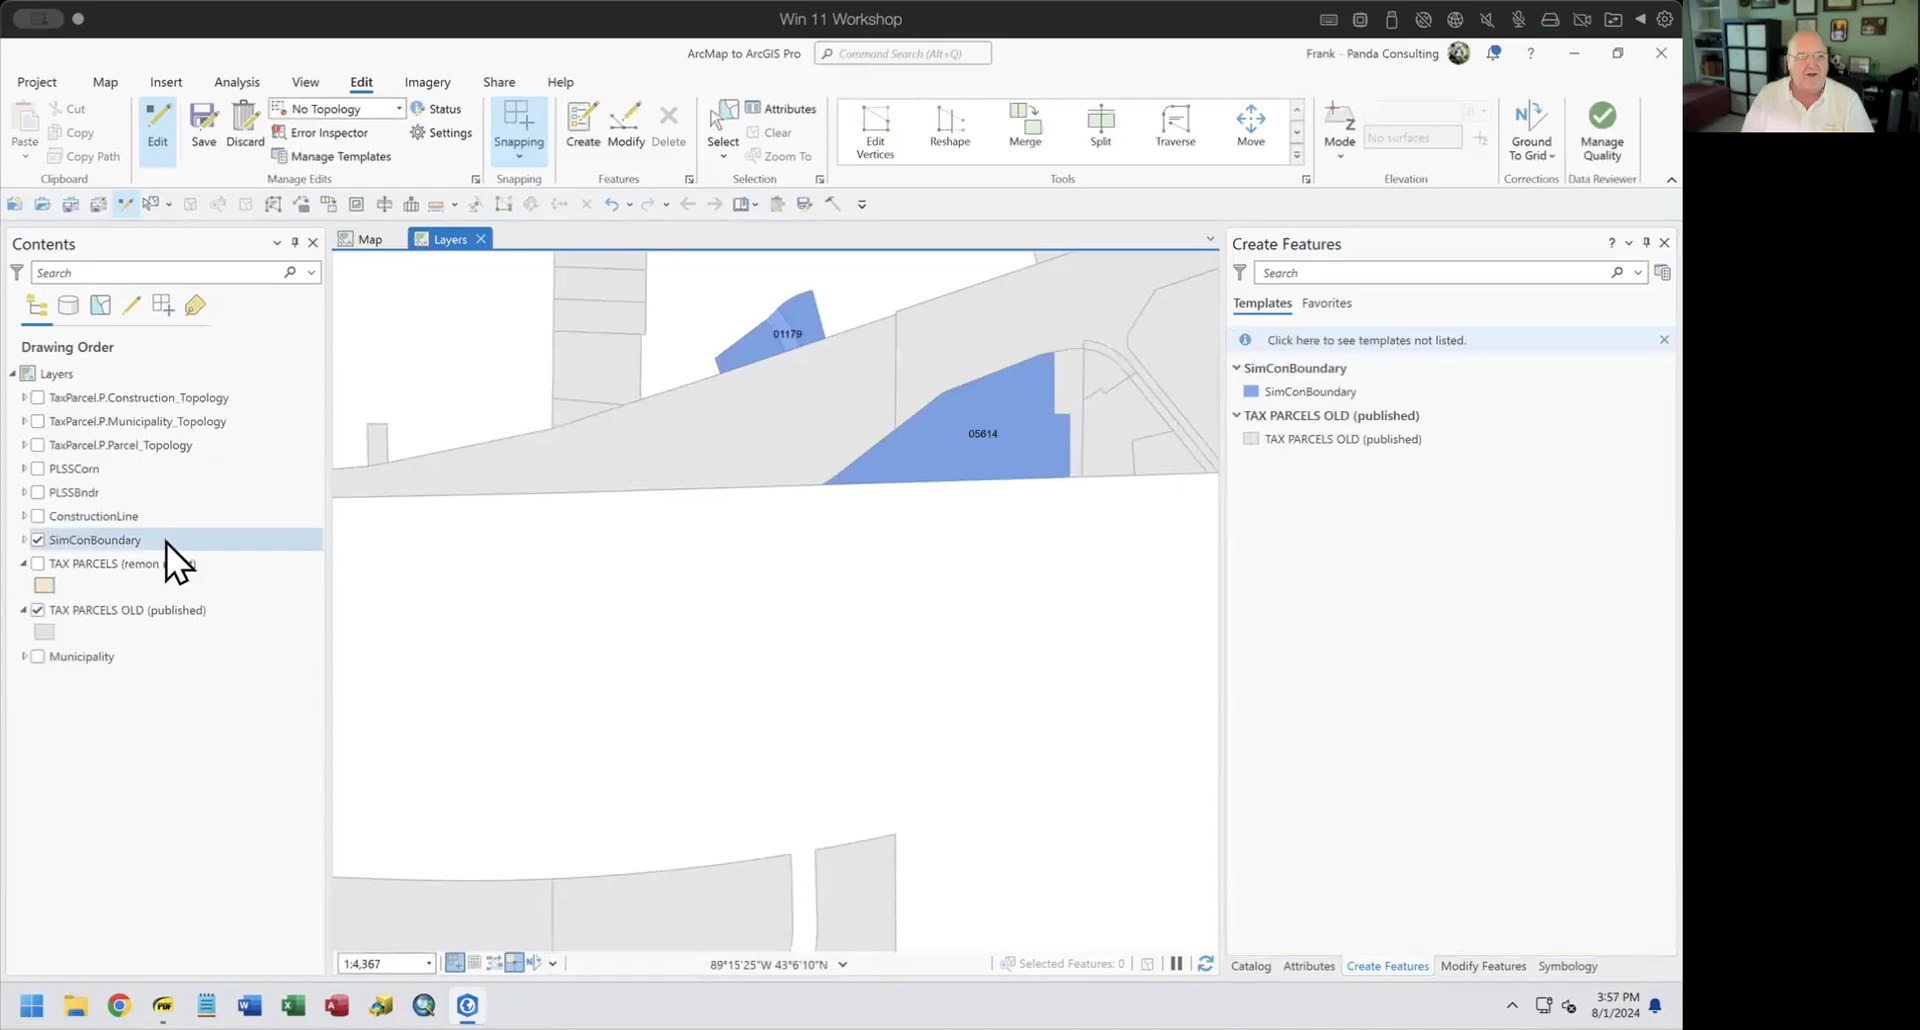 Win 11 Workshop
ArcMap to ArcGIS Pro
Command Search (Alt+Q)
Frank - Panda Consulting
?
Project
Map
Insert
Analysis
View
Edit
Imagery
Share
Help
Paste
Cut
Copy
Copy Path
Clipboard
Edit
Save
Discard
No Topology
Error Inspector
Manage Templates
Status
Settings
Manage Edits
Snapping
Snapping
Create
Modify
Delete
Features
Select
Attributes
Clear
Zoom To
Selection
Edit
Vertices
Reshape
Merge
Split
Traverse
Move
Tools
Mode
No surfaces
Elevation
Ground
To Grid
Corrections
Manage
Quality
Data Reviewer
Contents
Search
Drawing Order
Layers
TaxParcel.P.Construction_Topology
TaxParcel.P.Municipality_Topology
TaxParcel.P.Parcel_Topology
PLSSCorn
PLSSBndr
ConstructionLine
SimConBoundary
TAX PARCELS (remon
TAX PARCELS OLD (published)
Municipality
Map
Layers
01179
05614
1:4,367
89°15'25"W 43°6'10"N
Selected Features: 0
Create Features
?
Search
Templates
Favorites
Click here to see templates not listed.
SimConBoundary
SimConBoundary
TAX PARCELS OLD (published)
TAX PARCELS OLD (published)
Catalog
Attributes
Create Features
Modify Features
Symbology
PDF
3:57 PM
8/1/2024